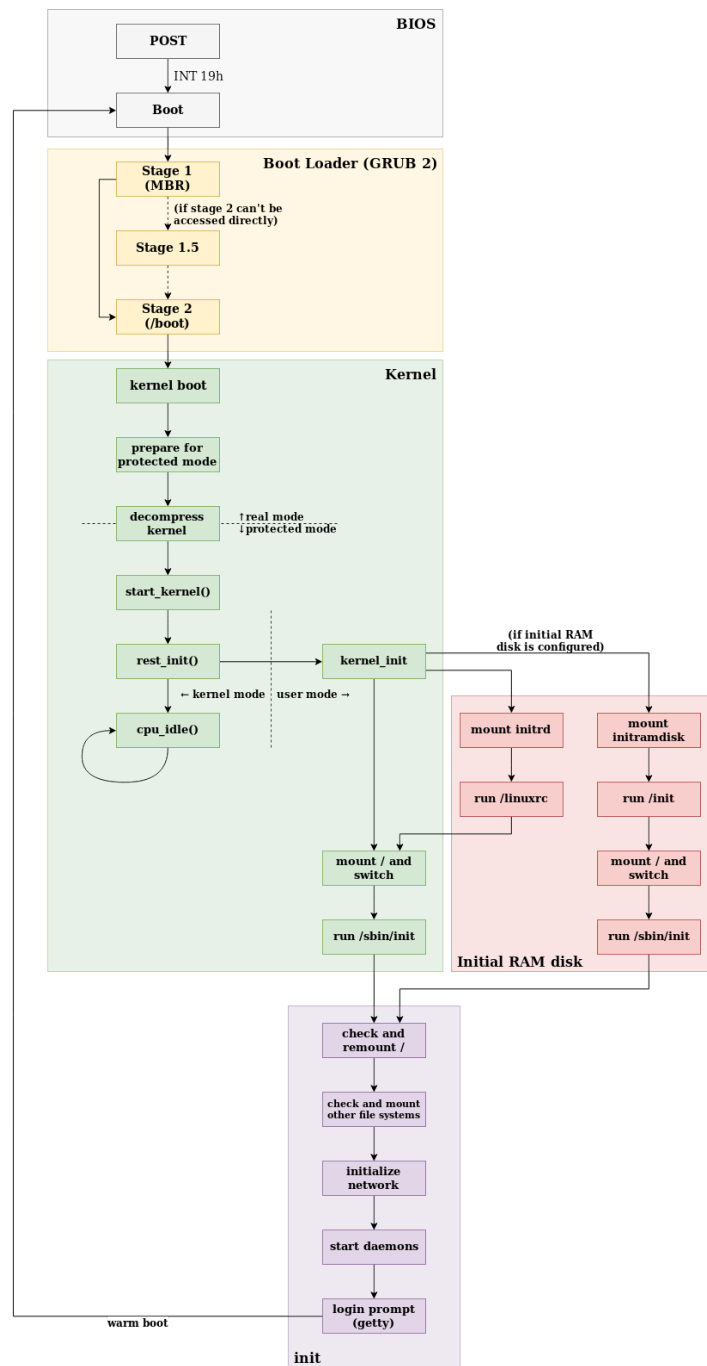 BIOS
POST
INT 19h
Boot
Boot Loader (GRUB 2)
Stage 1
(MBR)
(if stage 2 can't be
accessed directly)
Stage 1.5
Stage 2
(/boot)
Kernel
kernel boot
prepare for
protected mode
decompress
kernel
↑real mode
↓protected mode
start_kernel()
rest_init()
kernel_init
(if initial RAM
disk is configured)
← kernel mode
user mode →
cpu_idle()
mount initrd
mount
initramdisk
run /linuxrc
run /init
mount / and
switch
mount / and
switch
run /sbin/init
run /sbin/init
Initial RAM disk
check and
remount /
check and mount
other file systems
initialize
network
start daemons
login prompt
(getty)
warm boot
init